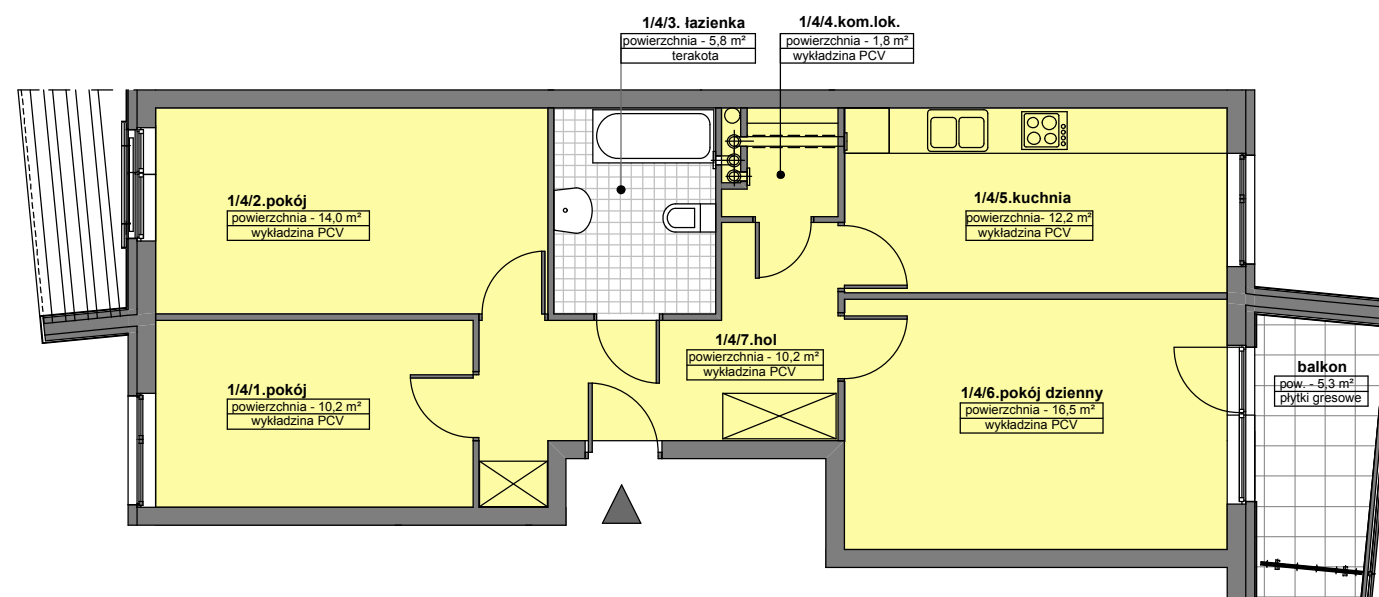 1/4/3. łazienka
powierzchnia - 5,8 m²
terakota
1/4/4.kom.lok.
powierzchnia - 1,8 m²
wykładzina PCV
1/4/2.pokój
powierzchnia - 14,0 m²
wykładzina PCV
1/4/5.kuchnia
powierzchnia- 12,2 m²
wykładzina PCV
1/4/7.hol
powierzchnia - 10,2 m²
wykładzina PCV
1/4/1.pokój
powierzchnia - 10,2 m²
wykładzina PCV
1/4/6.pokój dzienny
powierzchnia - 16,5 m²
wykładzina PCV
balkon
pow. - 5,3 m²
płytki gresowe